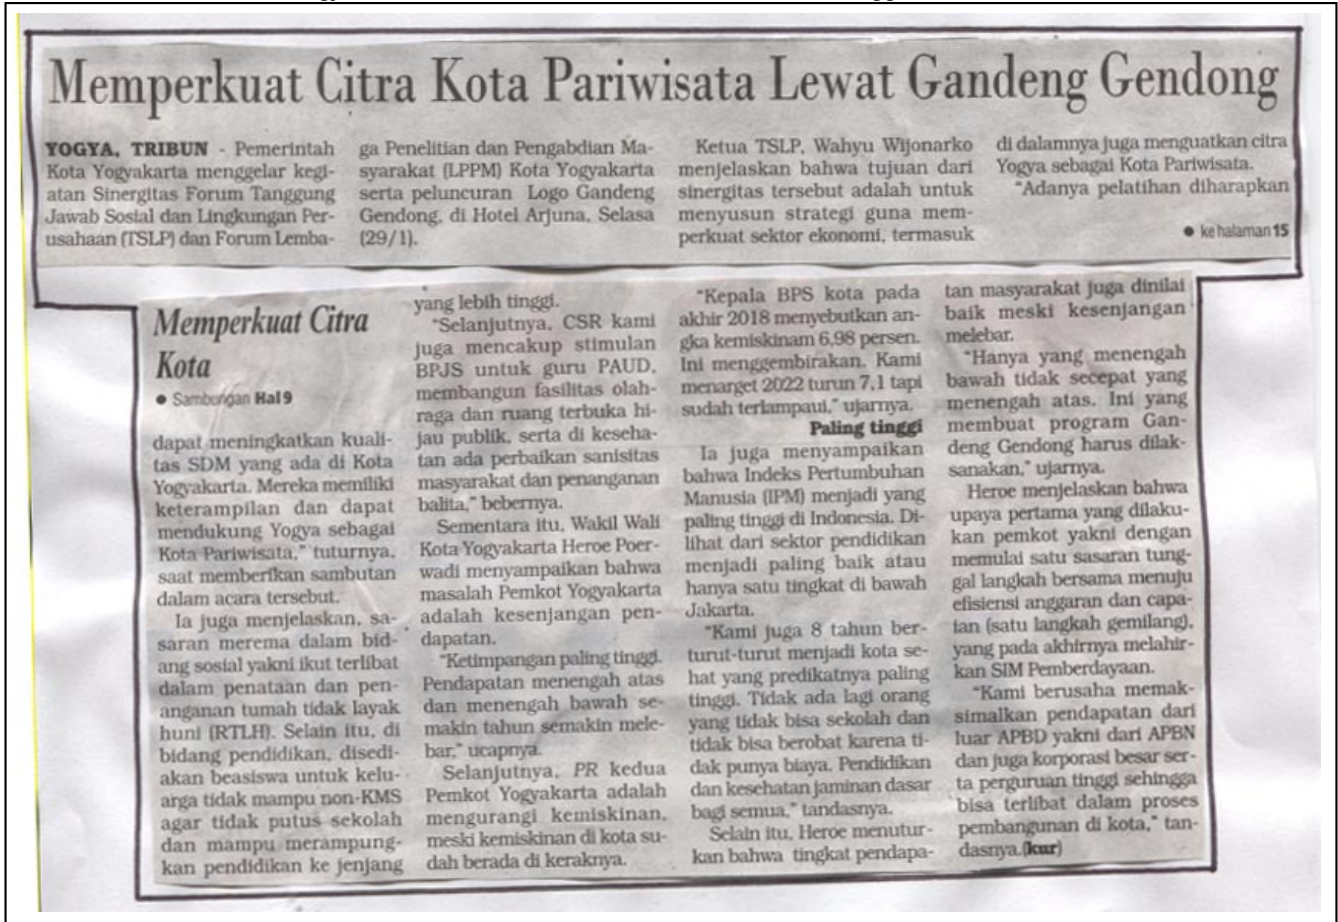 Memperkuat Citra Kota Pariwisata Lewat Gandeng Gendong
YOGYA, TRIBUN - Pemerintah
Kota Yogyakarta menggelar kegi-
atan Sinergitas Forum Tanggung
Jawab Sosial dan Lingkungan Per-
usahaan (TSLP) dan Forum Lemba-
ga Penelitian dan Pengabdian Ma-
syarakat (LPPM) Kota Yogyakarta
serta peluncuran Logo Gandeng
Gendong, di Hotel Arjuna, Selasa
(29/1).
Ketua TSLP, Wahyu Wijonarko
menjelaskan bahwa tujuan dari
sinergitas tersebut adalah untuk
menyusun strategi guna mem-
perkuat sektor ekonomi, termasuk
di dalamnya juga menguatkan citra
Yogya sebagai Kota Pariwisata.
"Adanya pelatihan diharapkan
● ke halaman 15
Memperkuat Citra
Kota
● Sambungan Hal 9
dapat meningkatkan kuali-
tas SDM yang ada di Kota
Yogyakarta. Mereka memiliki
keterampilan dan dapat
mendukung Yogya sebagai
Kota Pariwisata," tuturnya,
saat memberikan sambutan
dalam acara tersebut.
Ia juga menjelaskan, sa-
saran merema dalam bid-
ang sosial yakni ikut terlibat
dalam penataan dan pen-
anganan tumah tidak layak
huni (RTLH). Selain itu, di
bidang pendidikan, disedi-
akan beasiswa untuk kelu-
arga tidak mampu non-KMS
agar tidak putus sekolah
dan mampu merampung-
kan pendidikan ke jenjang
yang lebih tinggi.
"Selanjutnya, CSR kami
juga mencakup stimulan
BPJS untuk guru PAUD,
membangun fasilitas olah-
raga dan ruang terbuka hi-
jau publik, serta di keseha-
tan ada perbaikan sanisitas
masyarakat dan penanganan
balita," bebernya.
Sementara itu, Wakil Wali
Kota Yogyakarta Heroe Poer-
wadi menyampaikan bahwa
masalah Pemkot Yogyakarta
adalah kesenjangan pen-
dapatan.
"Ketimpangan paling tinggi.
Pendapatan menengah atas
dan menengah bawah se-
makin tahun semakin mele-
bar," ucapnya.
Selanjutnya, PR kedua
Pemkot Yogyakarta adalah
mengurangi kemiskinan,
meski kemiskinan di kota su-
dah berada di keraknya.
"Kepala BPS kota pada
akhir 2018 menyebutkan an-
gka kemiskinam 6,98 persen.
Ini menggembirakan. Kami
menarget 2022 turun 7,1 tapi
sudah terlampaui," ujarnya.
Paling tinggi
Ia juga menyampaikan
bahwa Indeks Pertumbuhan
Manusia (IPM) menjadi yang
paling tinggi di Indonesia. Di-
lihat dari sektor pendidikan
menjadi paling baik atau
hanya satu tingkat di bawah
Jakarta.
"Kami juga 8 tahun ber-
turut-turut menjadi kota se-
hat yang predikatnya paling
tinggi. Tidak ada lagi orang
yang tidak bisa sekolah dan
tidak bisa berobat karena ti-
dak punya biaya. Pendidikan
dan kesehatan jaminan dasar
bagi semua," tandasnya.
Selain itu, Heroe menutur-
kan bahwa tingkat pendapa-
tan masyarakat juga dinilai
baik meski kesenjangan
melebar.
"Hanya yang menengah
bawah tidak secepat yang
menengah atas. Ini yang
membuat program Gan-
deng Gendong harus dilak-
sanakan," ujarnya.
Heroe menjelaskan bahwa
upaya pertama yang dilaku-
kan pemkot yakni dengan
memulai satu sasaran tung-
gal langkah bersama menuju
efisiensi anggaran dan capa-
ian (satu langkah gemilang),
yang pada akhirnya melahir-
kan SIM Pemberdayaan.
"Kami berusaha memak-
simalkan pendapatan dari
luar APBD yakni dari APBN
dan juga korporasi besar ser-
ta perguruan tinggi sehingga
bisa terlibat dalam proses
pembangunan di kota," tan-
dasnya.(kur)